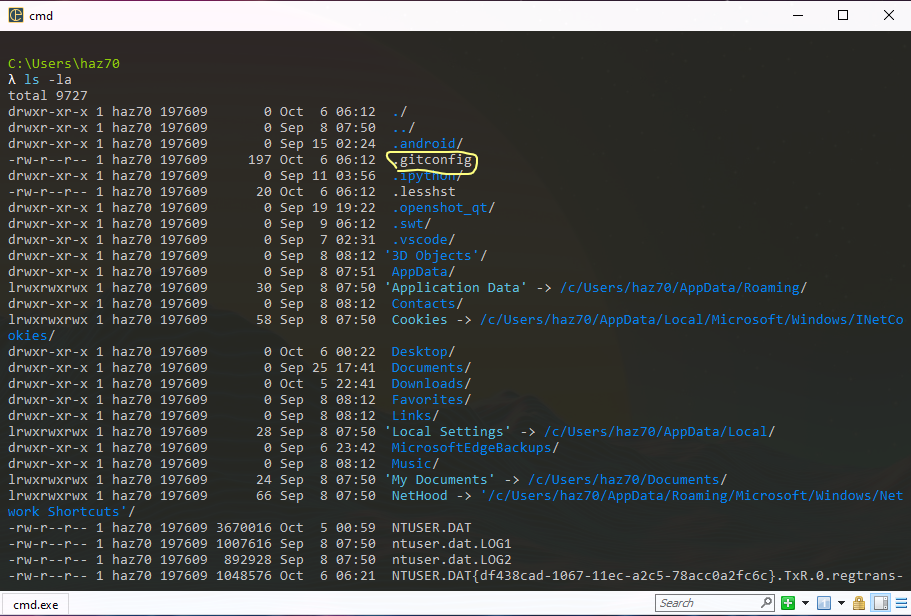 cmd
C:\Users\haz70
λ ls -la
total 9727
drwxr-xr-x 1 haz70 197609       0 Oct  6 06:12  ./
drwxr-xr-x 1 haz70 197609       0 Sep  8 07:50  ../
drwxr-xr-x 1 haz70 197609       0 Sep 15 02:24  .android/
-rw-r--r-- 1 haz70 197609     197 Oct  6 06:12  .gitconfig
drwxr-xr-x 1 haz70 197609       0 Sep 11 03:56  .ipython/
-rw-r--r-- 1 haz70 197609      20 Oct  6 06:12  .lesshst
drwxr-xr-x 1 haz70 197609       0 Sep 19 19:22  .openshot_qt/
drwxr-xr-x 1 haz70 197609       0 Sep  9 06:12  .swt/
drwxr-xr-x 1 haz70 197609       0 Sep  7 02:31  .vscode/
drwxr-xr-x 1 haz70 197609       0 Sep  8 08:12 '3D Objects'/
drwxr-xr-x 1 haz70 197609       0 Sep  8 07:51  AppData/
lrwxrwxrwx 1 haz70 197609      30 Sep  8 07:50 'Application Data' -> /c/Users/haz70/AppData/Roaming/
drwxr-xr-x 1 haz70 197609       0 Sep  8 08:12  Contacts/
lrwxrwxrwx 1 haz70 197609      58 Sep  8 07:50  Cookies -> /c/Users/haz70/AppData/Local/Microsoft/Windows/INetCo
okies/
drwxr-xr-x 1 haz70 197609       0 Oct  6 00:22  Desktop/
drwxr-xr-x 1 haz70 197609       0 Sep 25 17:41  Documents/
drwxr-xr-x 1 haz70 197609       0 Oct  5 22:41  Downloads/
drwxr-xr-x 1 haz70 197609       0 Sep  8 08:12  Favorites/
drwxr-xr-x 1 haz70 197609       0 Sep  8 08:12  Links/
lrwxrwxrwx 1 haz70 197609      28 Sep  8 07:50 'Local Settings' -> /c/Users/haz70/AppData/Local/
drwxr-xr-x 1 haz70 197609       0 Sep  6 23:42  MicrosoftEdgeBackups/
drwxr-xr-x 1 haz70 197609       0 Sep  8 08:12  Music/
lrwxrwxrwx 1 haz70 197609      24 Sep  8 07:50 'My Documents' -> /c/Users/haz70/Documents/
lrwxrwxrwx 1 haz70 197609      66 Sep  8 07:50  NetHood -> '/c/Users/haz70/AppData/Roaming/Microsoft/Windows/Net
work Shortcuts'/
-rw-r--r-- 1 haz70 197609 3670016 Oct  5 00:59  NTUSER.DAT
-rw-r--r-- 1 haz70 197609 1007616 Sep  8 07:50  ntuser.dat.LOG1
-rw-r--r-- 1 haz70 197609  892928 Sep  8 07:50  ntuser.dat.LOG2
-rw-r--r-- 1 haz70 197609 1048576 Oct  6 06:21  NTUSER.DAT{df438cad-1067-11ec-a2c5-78acc0a2fc6c}.TxR.0.regtrans-
cmd.exe
Search